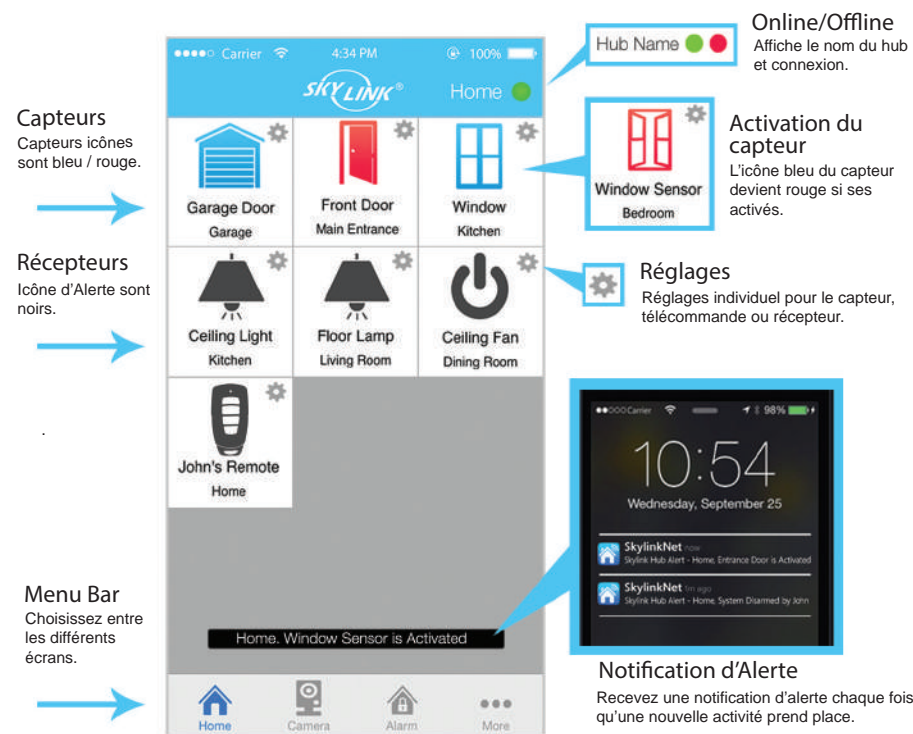 Online/Offline
Affiche le nom du hub
et connexion.
Hub Name
Carrier 4:34 PM 100%
SKYLINK®
Home
Capteurs
Capteurs icônes
sont bleu / rouge.
Garage Door
Garage
Front Door
Main Entrance
Window
Kitchen
Window Sensor
Bedroom
Activation du
capteur
L'icône bleu du capteur
devient rouge si ses
activés.
Récepteurs
Icône d'Alerte sont
noirs.
Ceiling Light
Kitchen
Floor Lamp
Living Room
Ceiling Fan
Dining Room
Réglages
Réglages individuel pour le capteur,
télécommande ou récepteur.
.
John's Remote
Home
Carrier 98%
10:54
Wednesday, September 25
SkylinkNet now
Skylink Hub Alert - Home, Entrance Door is Activated
SkylinkNet 1m ago
Skylink Hub Alert - Home, System Disarmed by John
Menu Bar
Choisissez entre
les différents
écrans.
Home. Window Sensor is Activated
Home
Camera
Alarm
More
Notification d'Alerte
Recevez une notification d'alerte chaque fois
qu'une nouvelle activité prend place.